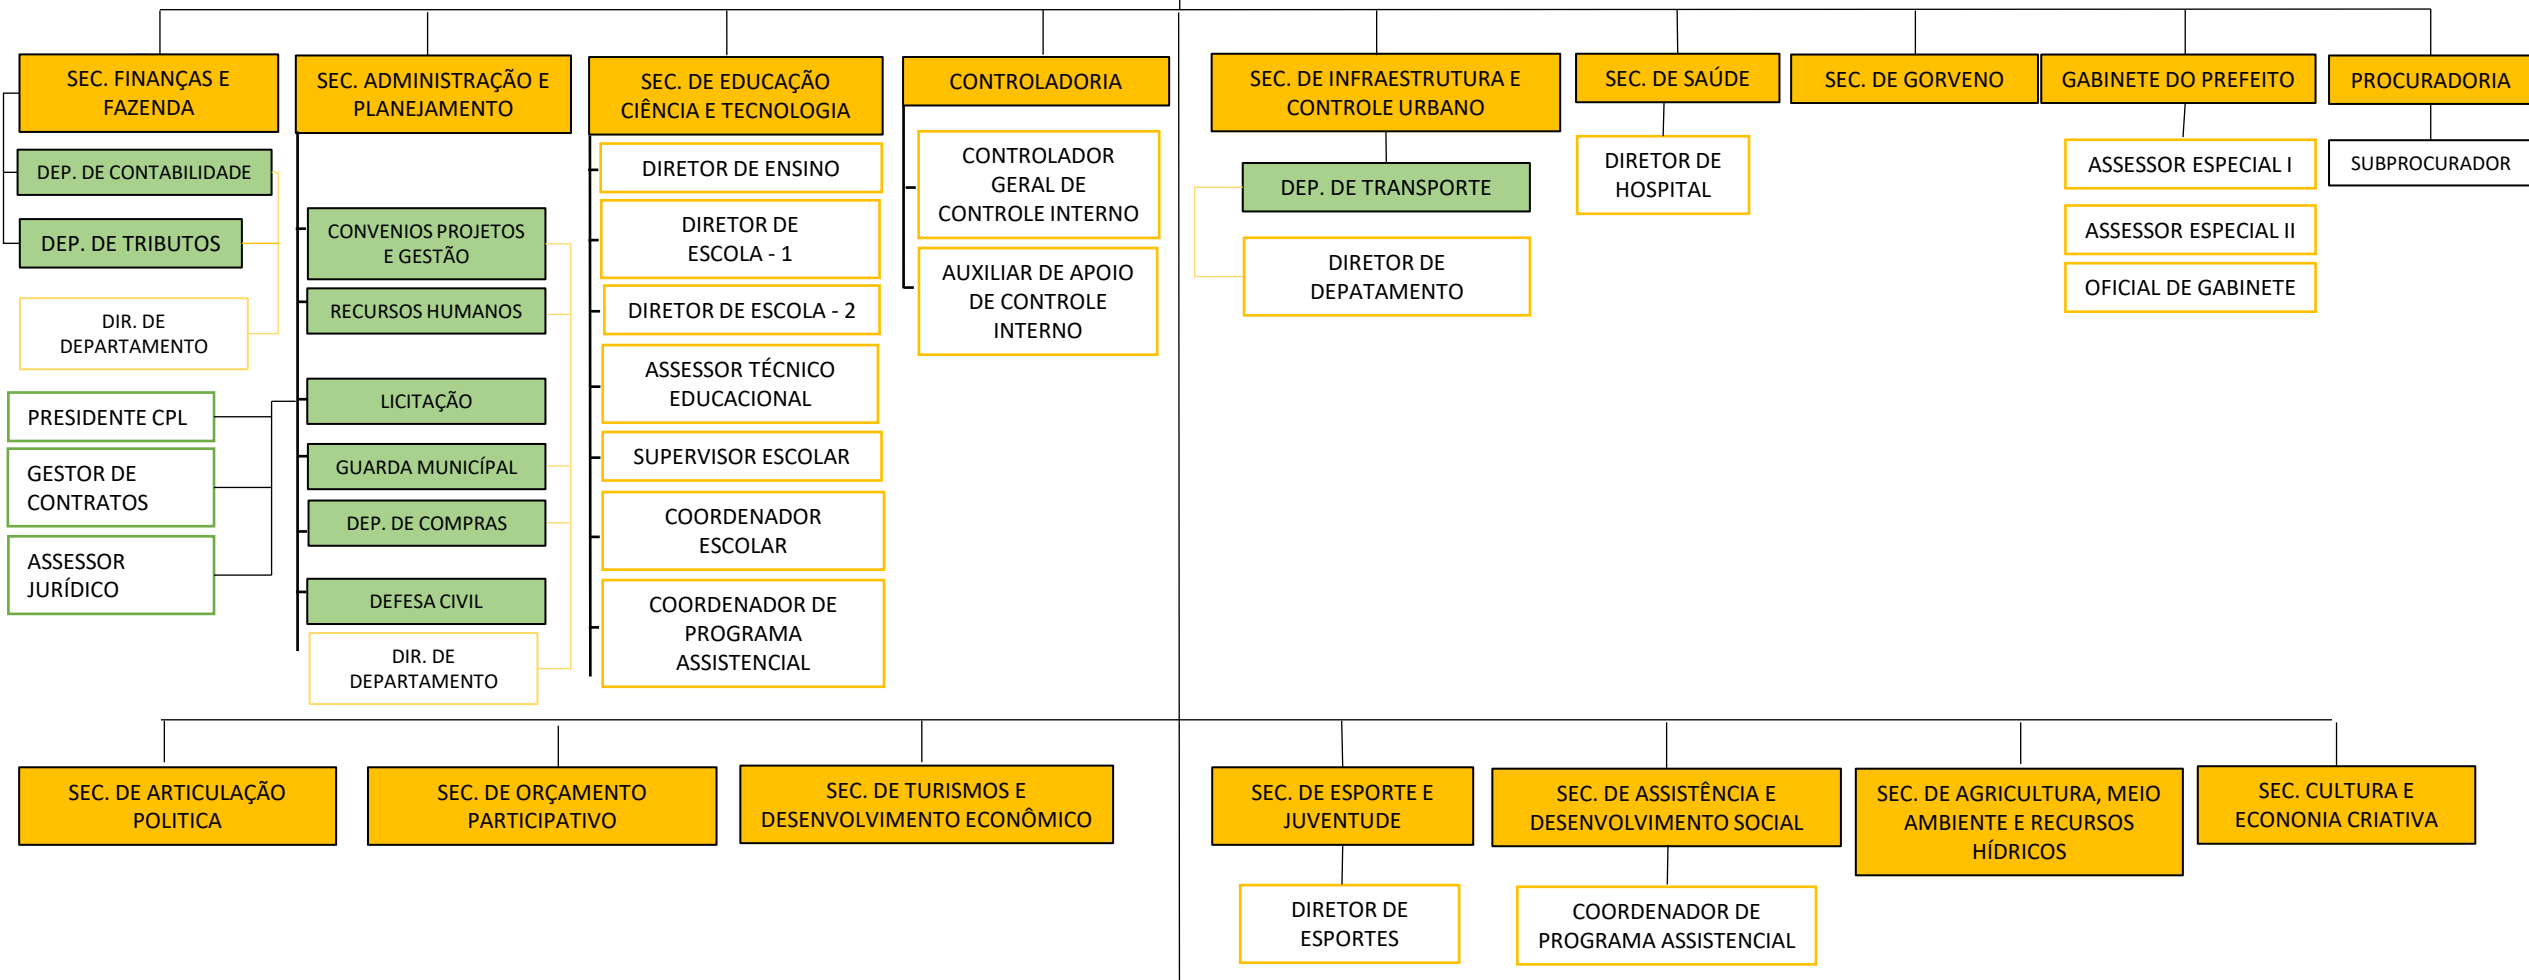 SEC. FINANÇAS E
FAZENDA
DEP. DE CONTABILIDADE
DEP. DE TRIBUTOS
DIR. DE
DEPARTAMENTO
PRESIDENTE CPL
GESTOR DE
CONTRATOS
ASSESSOR
JURÍDICO
SEC. ADMINISTRAÇÃO E
PLANEJAMENTO
CONVENIOS PROJETOS
E GESTÃO
RECURSOS HUMANOS
LICITAÇÃO
GUARDA MUNICÍPAL
DEP. DE COMPRAS
DEFESA CIVIL
DIR. DE
DEPARTAMENTO
SEC. DE EDUCAÇÃO
CIÊNCIA E TECNOLOGIA
DIRETOR DE ENSINO
DIRETOR DE
ESCOLA - 1
DIRETOR DE ESCOLA - 2
ASSESSOR TÉCNICO
EDUCACIONAL
SUPERVISOR ESCOLAR
COORDENADOR
ESCOLAR
COORDENADOR DE
PROGRAMA
ASSISTENCIAL
CONTROLADORIA
CONTROLADOR
GERAL DE
CONTROLE INTERNO
AUXILIAR DE APOIO
DE CONTROLE
INTERNO
SEC. DE INFRAESTRUTURA E
CONTROLE URBANO
DEP. DE TRANSPORTE
DIRETOR DE
DEPATAMENTO
SEC. DE SAÚDE
DIRETOR DE
HOSPITAL
SEC. DE GORVENO
GABINETE DO PREFEITO
ASSESSOR ESPECIAL I
ASSESSOR ESPECIAL II
OFICIAL DE GABINETE
PROCURADORIA
SUBPROCURADOR
SEC. DE ARTICULAÇÃO
POLITICA
SEC. DE ORÇAMENTO
PARTICIPATIVO
SEC. DE TURISMOS E
DESENVOLVIMENTO ECONÔMICO
SEC. DE ESPORTE E
JUVENTUDE
DIRETOR DE
ESPORTES
SEC. DE ASSISTÊNCIA E
DESENVOLVIMENTO SOCIAL
COORDENADOR DE
PROGRAMA ASSISTENCIAL
SEC. DE AGRICULTURA, MEIO
AMBIENTE E RECURSOS
HÍDRICOS
SEC. CULTURA E
ECONONIA CRIATIVA